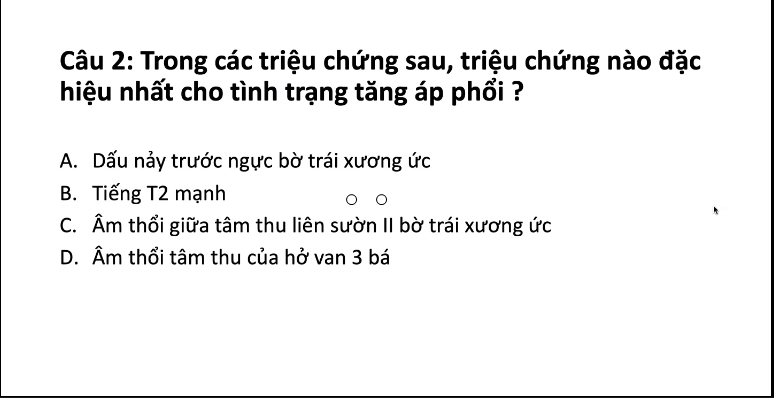 Câu 2: Trong các triệu chứng sau, triệu chứng nào đặc
hiệu nhất cho tình trạng tăng áp phổi ?
A. Dấu nảy trước ngực bờ trái xương ức
B. Tiếng T2 mạnh
C. Âm thổi giữa tâm thu liên sườn II bờ trái xương ức
D. Âm thổi tâm thu của hở van 3 bá